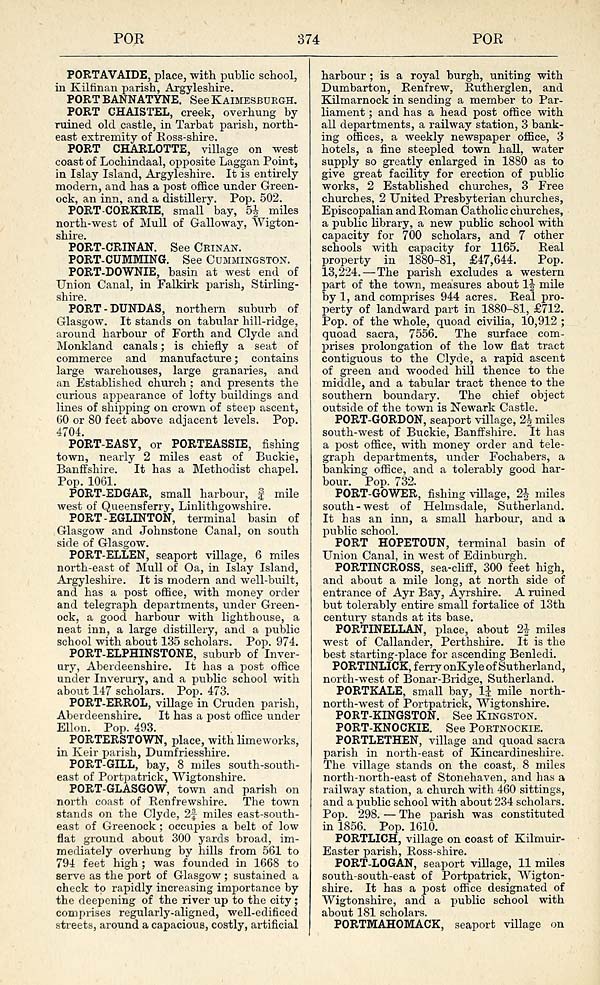 POR 374 POR
PORTAVAIDE, place, with public school,
in Kilfinan parish, Argyleshire.
PORT BANNATYNE. See KAIMESBURGH.
PORT CHAISTEL, creek, overhung by
ruined old castle, in Tarbat parish, north-
east extremity of Ross-shire.
PORT CHARLOTTE, village on west
coast of Lochindaal, opposite Laggan Point,
in Islay Island, Argyleshire. It is entirely
modern, and has a post office under Green-
ock, an inn, and a distillery. Pop. 502.
PORT-CORKRIE, small bay, 5½ miles
north-west of Mull of Galloway, Wigton-
shire.
PORT-CRINAN. See CRINAN.
PORT-CUMMING. See CUMMINGSTON.
PORT-DOWNIE, basin at west end of
Union Canal, in Falkirk parish, Stirling-
shire.
PORT-DUNDAS, northern suburb of
Glasgow. It stands on tabular hill-ridge,
around harbour of Forth and Clyde and
Monkland canals; is chiefly a seat of
commerce and manufacture; contains
large warehouses, large granaries, and
an Established church; and presents the
curious appearance of lofty buildings and
lines of shipping on crown of steep ascent,
60 or 80 feet above adjacent levels. Pop.
4704.
PORT-EASY, or PORTEASSIE, fishing
town, nearly 2 miles east of Buckie,
Banffshire. It has a Methodist chapel.
Pop. 1061.
PORT-EDGAR, small harbour, ¾ mile
west of Queensferry, Linlithgowshire.
PORT-EGLINTON, terminal basin of
Glasgow and Johnstone Canal, on south
side of Glasgow.
PORT-ELLEN, seaport village, 6 miles
north-east of Mull of Oa, in Islay Island,
Argyleshire. It is modern and well-built,
and has a post office, with money order
and telegraph departments, under Green-
ock, a good harbour with lighthouse, a
neat inn, a large distillery, and a public
school with about 135 scholars. Pop. 974.
PORT-ELPHINSTONE, suburb of Inver-
ury, Aberdeenshire. It has a post office
under Inverury, and a public school with
about 147 scholars. Pop. 473.
PORT-ERROL, village in Cruden parish,
Aberdeenshire. It has a post office under
Ellon. Pop. 493.
PORTERSTOWN, place, with limeworks,
in Keir parish, Dumfriesshire.
PORT-GILL, bay, 8 miles south-south-
east of Portpatrick, Wigtonshire.
PORT-GLASGOW, town and parish on
north coast of Renfrewshire. The town
stands on the Clyde, 2¾ miles east-south-
east of Greenock; occupies a belt of low
flat ground about 300 yards broad, im-
mediately overhung by hills from 561 to
794 feet high; was founded in 1668 to
serve as the port of Glasgow; sustained a
check to rapidly increasing importance by
the deepening of the river up to the city;
comprises regularly-aligned, well-edificed
streets, around a capacious, costly, artificial
harbour; is a royal burgh, uniting with
Dumbarton, Renfrew, Rutherglen, and
Kilmarnock in sending a member to Par-
liament; and has a head post office with
all departments, a railway station, 3 bank-
ing offices, a weekly newspaper office, 3
hotels, a fine steepled town hall, water
supply so greatly enlarged in 1880 as to
give great facility for erection of public
works, 2 Established churches, 3 Free
churches, 2 United Presbyterian churches,
Episcopalian and Roman Catholic churches,
a public library, a new public school with
capacity for 700 scholars, and 7 other
schools with capacity for 1165. Real
property in 1880-81, £47,644. Pop.
13,224.—The parish excludes a western
part of the town, measures about 1½ mile
by 1, and comprises 944 acres. Real pro-
perty of landward part in 1880-81, £712.
Pop. of the whole, quoad civilia, 10,912;
quoad sacra, 7556. The surface com-
prises prolongation of the low flat tract
contiguous to the Clyde, a rapid ascent
of green and wooded hill thence to the
middle, and a tabular tract thence to the
southern boundary. The chief object
outside of the town is Newark Castle.
PORT-GORDON, seaport village, 2½ miles
south-west of Buckie, Banffshire. It has
a post office, with money order and tele-
graph departments, under Fochabers, a
banking office, and a tolerably good har-
bour. Pop. 732.
PORT-GOWER, fishing village, 2½ miles
south-west of Helmsdale, Sutherland.
It has an inn, a small harbour, and a
public school.
PORT HOPETOUN, terminal basin of
Union Canal, in west of Edinburgh.
PORTINCROSS, sea-cliff, 300 feet high,
and about a mile long, at north side of
entrance of Ayr Bay, Ayrshire. A ruined
but tolerably entire small fortalice of 13th
century stands at its base.
PORTINELLAN, place, about 2½ miles
west of Callander, Perthshire. It is the
best starting-place for ascending Benledi.
PORTINLICK, ferry on Kyle of Sutherland,
north-west of Bonar-Bridge, Sutherland.
PORTKALE, small bay, 1¼ mile north-
north-west of Portpatrick, Wigtonshire.
PORT-KINGSTON. See KINGSTON.
PORT-KNOCKIE. See PORTNOCKIE.
PORTLETHEN, village and quoad sacra
parish in north-east of Kincardineshire.
The village stands on the coast, 8 miles
north-north-east of Stonehaven, and has a
railway station, a church with 460 sittings,
and a public school with about 234 scholars.
Pop. 298. — The parish was constituted
in 1856. Pop. 1610.
PORTLICH, village on coast of Kilmuir-
Easter parish, Ross-shire.
PORT-LOGAN, seaport village, 11 miles
south-south-east of Portpatrick, Wigton-
shire. It has a post office designated of
Wigtonshire, and a public school with
about 181 scholars.
PORTMAHOMACK, seaport village on